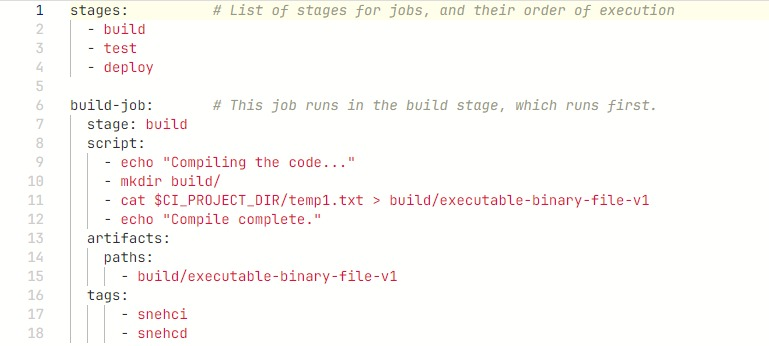 1 stages:          # List of stages for jobs, and their order of execution
2   - build
3   - test
4   - deploy
5
6 build-job:       # This job runs in the build stage, which runs first.
7   stage: build
8   script:
9     - echo "Compiling the code..."
10     - mkdir build/
11     - cat $CI_PROJECT_DIR/temp1.txt > build/executable-binary-file-v1
12     - echo "Compile complete."
13   artifacts:
14     paths:
15       - build/executable-binary-file-v1
16   tags:
17       - snehci
18       - snehcd